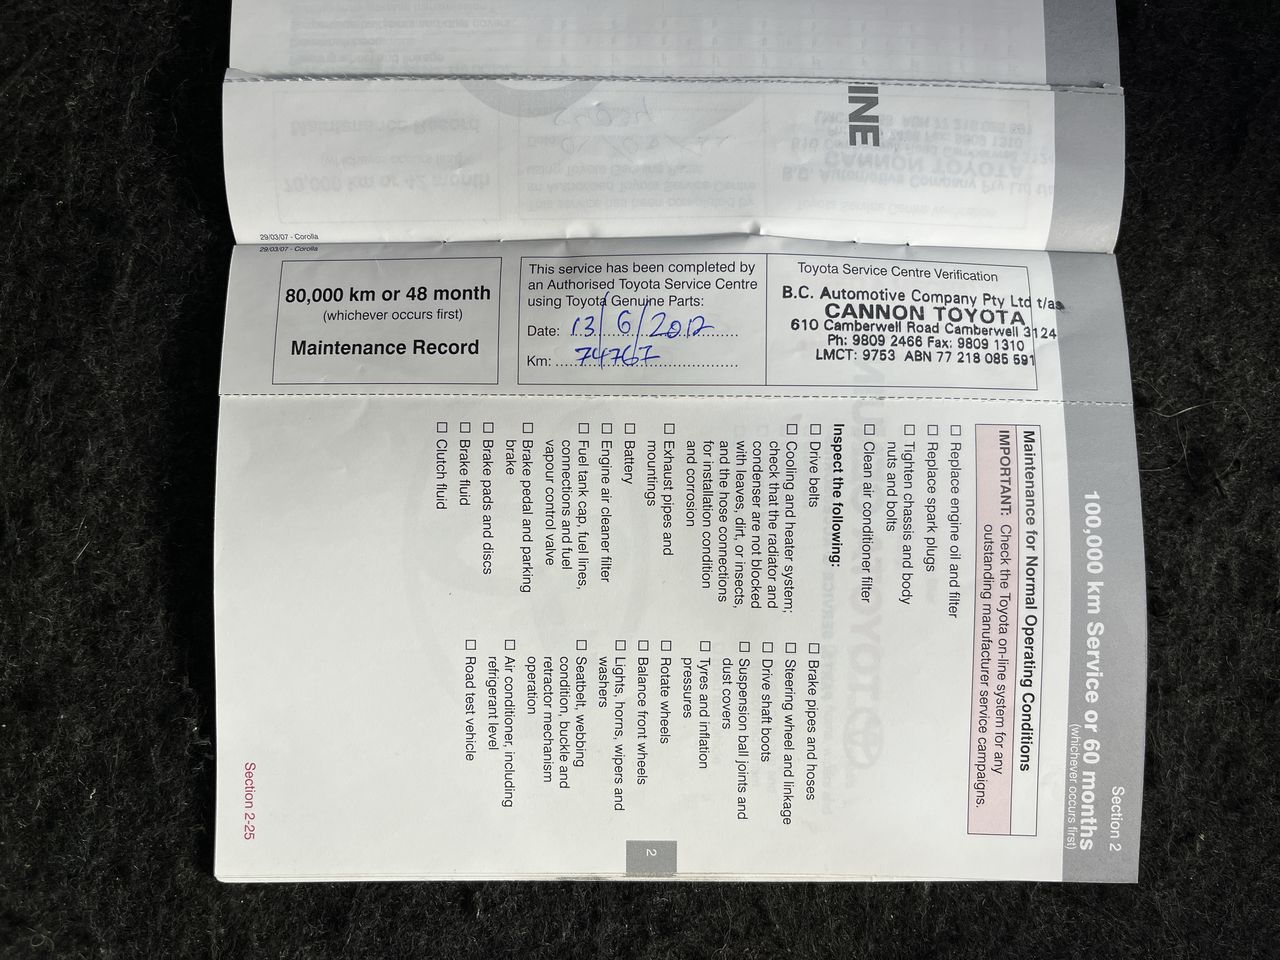 INE
29/03/07 - Corolla
29/03/07 - Corolla
80,000 km or 48 month
(whichever occurs first)
Maintenance Record
This service has been completed by
an Authorised Toyota Service Centre
using Toyota Genuine Parts:
Date: 13/6/2012
Km: 74767
Toyota Service Centre Verification
B.C. Automotive Company Pty Ltd t/as
CANNON TOYOTA
610 Camberwell Road Camberwell 3124
Ph: 9809 2466 Fax: 9809 1310
LMCT: 9753 ABN 77 218 085 591
Section 2
100,000 km Service or 60 months
(whichever occurs first)
Maintenance for Normal Operating Conditions
IMPORTANT: Check the Toyota on-line system for any
outstanding manufacturer service campaigns.
☐ Replace engine oil and filter
☐ Replace spark plugs
☐ Tighten chassis and body
nuts and bolts
☐ Clean air conditioner filter
Inspect the following:
☐ Drive belts
☐ Cooling and heater system;
check that the radiator and
condenser are not blocked
with leaves, dirt, or insects,
and the hose connections
for installation condition
and corrosion
☐ Exhaust pipes and
mountings
☐ Battery
☐ Engine air cleaner filter
☐ Fuel tank cap, fuel lines,
connections and fuel
vapour control valve
☐ Brake pedal and parking
brake
☐ Brake pads and discs
☐ Brake fluid
☐ Clutch fluid
☐ Brake pipes and hoses
☐ Steering wheel and linkage
☐ Drive shaft boots
☐ Suspension ball joints and
dust covers
☐ Tyres and inflation
pressures
☐ Rotate wheels
☐ Balance front wheels
☐ Lights, horns, wipers and
washers
☐ Seatbelt, webbing
condition, buckle and
retractor mechanism
operation
☐ Air conditioner, including
refrigerant level
☐ Road test vehicle
2
Section 2-25